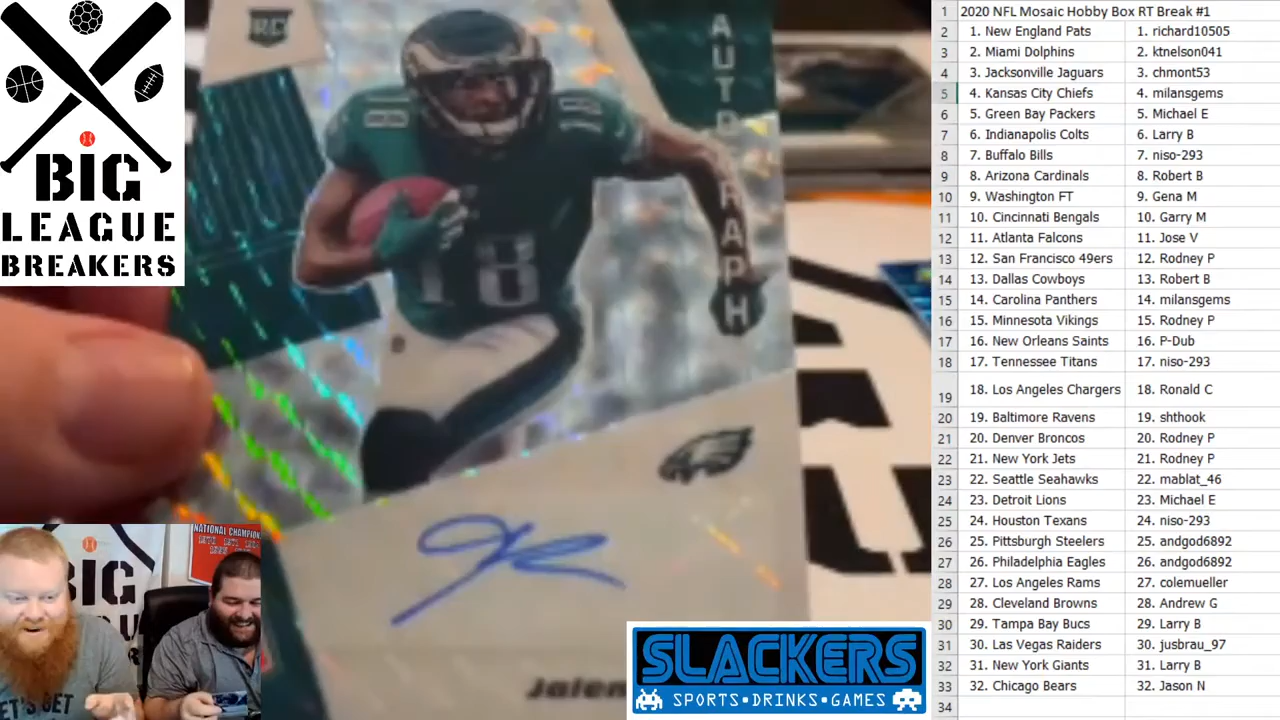 BIG
LEAGUE
BREAKERS
RC
AUTOGRAPH
18
18
18
Jalen
NATIONAL CHAMPION
BIG
LET'S GET
SLACKERS
SPORTS•DRINKS•GAMES
1 2020 NFL Mosaic Hobby Box RT Break #1
2 1. New England Pats 1. richard10505
3 2. Miami Dolphins 2. ktnelson041
4 3. Jacksonville Jaguars 3. chmont53
5 4. Kansas City Chiefs 4. milansgems
6 5. Green Bay Packers 5. Michael E
7 6. Indianapolis Colts 6. Larry B
8 7. Buffalo Bills 7. niso-293
9 8. Arizona Cardinals 8. Robert B
10 9. Washington FT 9. Gena M
11 10. Cincinnati Bengals 10. Garry M
12 11. Atlanta Falcons 11. Jose V
13 12. San Francisco 49ers 12. Rodney P
14 13. Dallas Cowboys 13. Robert B
15 14. Carolina Panthers 14. milansgems
16 15. Minnesota Vikings 15. Rodney P
17 16. New Orleans Saints 16. P-Dub
18 17. Tennessee Titans 17. niso-293
19 18. Los Angeles Chargers 18. Ronald C
20 19. Baltimore Ravens 19. shthook
21 20. Denver Broncos 20. Rodney P
22 21. New York Jets 21. Rodney P
23 22. Seattle Seahawks 22. mablat_46
24 23. Detroit Lions 23. Michael E
25 24. Houston Texans 24. niso-293
26 25. Pittsburgh Steelers 25. andgod6892
27 26. Philadelphia Eagles 26. andgod6892
28 27. Los Angeles Rams 27. colemueller
29 28. Cleveland Browns 28. Andrew G
30 29. Tampa Bay Bucs 29. Larry B
31 30. Las Vegas Raiders 30. jusbrau_97
32 31. New York Giants 31. Larry B
33 32. Chicago Bears 32. Jason N
34